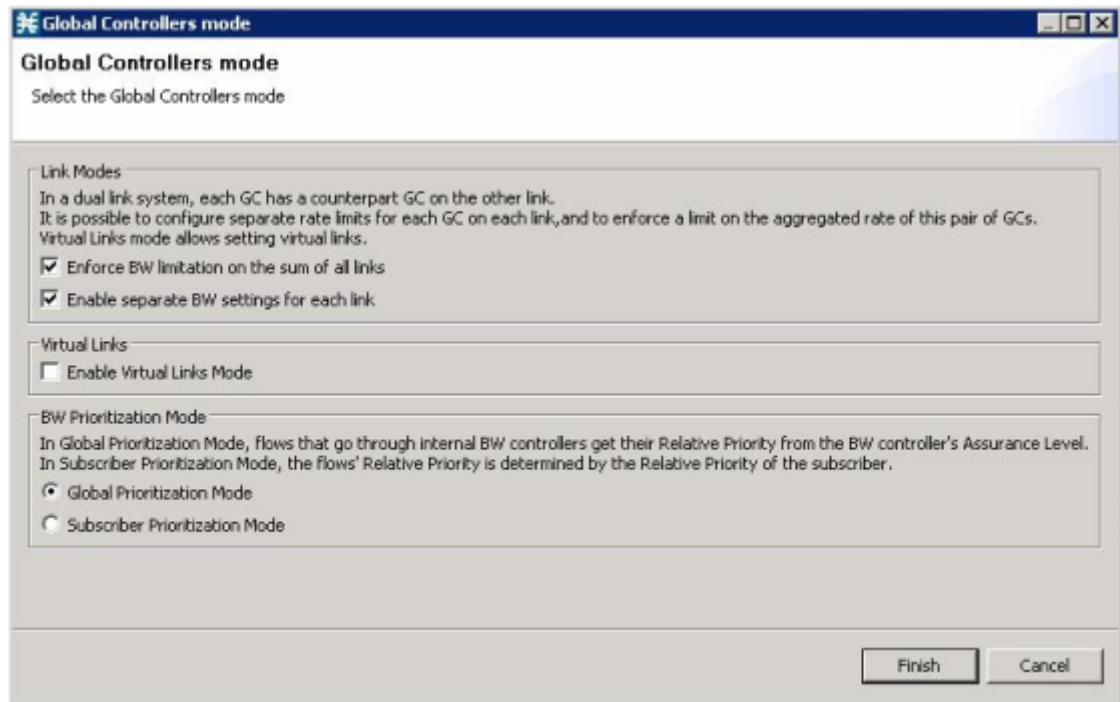 Global Controllers mode
Global Controllers mode
Select the Global Controllers mode
Link Modes
In a dual link system, each GC has a counterpart GC on the other link.
It is possible to configure separate rate limits for each GC on each link,and to enforce a limit on the aggregated rate of this pair of GCs.
Virtual Links mode allows setting virtual links.
Enforce BW limitation on the sum of all links
Enable separate BW settings for each link
Virtual Links
Enable Virtual Links Mode
BW Prioritization Mode
In Global Prioritization Mode, flows that go through internal BW controllers get their Relative Priority from the BW controller's Assurance Level.
In Subscriber Prioritization Mode, the flows' Relative Priority is determined by the Relative Priority of the subscriber.
Global Prioritization Mode
Subscriber Prioritization Mode
Finish Cancel